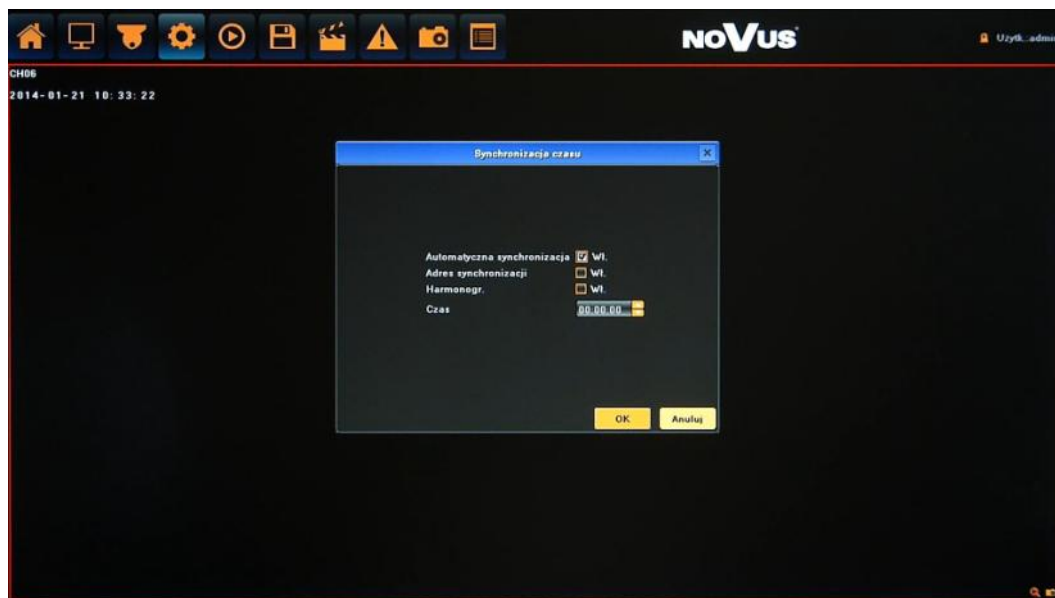 NOVUS
Użytk.:admin
CH06
2014-01-21 10:33:22
Synchronizacja czasu
Automatyczna synchronizacja Wł.
Adres synchronizacji Wł.
Harmonogr. Wł.
Czas 00:00:00
OK Anuluj